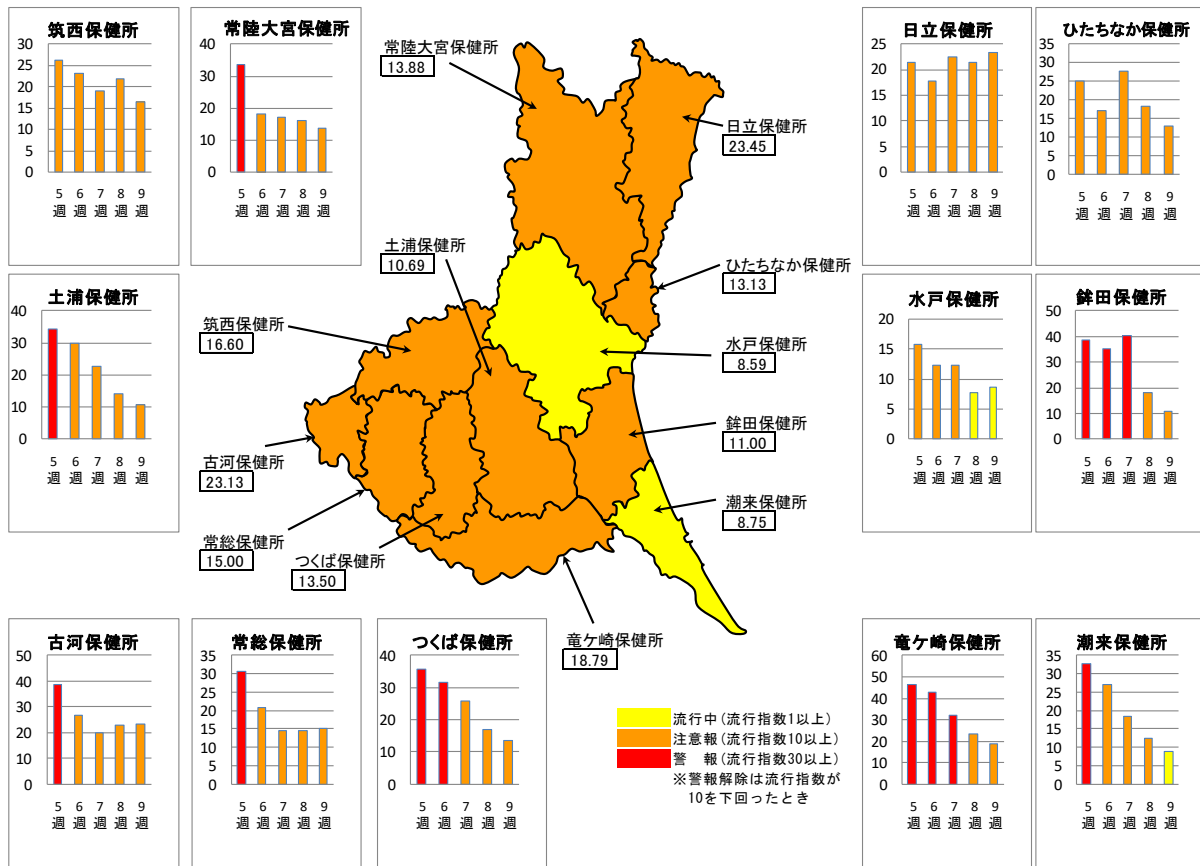 筑西保健所
30
25
20
15
10
5
0
5週 6週 7週 8週 9週
常陸大宮保健所
40
30
20
10
0
5週 6週 7週 8週 9週
日立保健所
25
20
15
10
5
0
5週 6週 7週 8週 9週
ひたちなか保健所
35
30
25
20
15
10
5
0
5週 6週 7週 8週 9週
常陸大宮保健所
13.88
日立保健所
23.45
土浦保健所
10.69
ひたちなか保健所
13.13
筑西保健所
16.60
水戸保健所
8.59
鉾田保健所
11.00
古河保健所
23.13
潮来保健所
8.75
常総保健所
15.00
つくば保健所
13.50
竜ケ崎保健所
18.79
土浦保健所
40
30
20
10
0
5週 6週 7週 8週 9週
水戸保健所
20
15
10
5
0
5週 6週 7週 8週 9週
鉾田保健所
50
40
30
20
10
0
5週 6週 7週 8週 9週
古河保健所
50
40
30
20
10
0
5週 6週 7週 8週 9週
常総保健所
35
30
25
20
15
10
5
0
5週 6週 7週 8週 9週
つくば保健所
40
30
20
10
0
5週 6週 7週 8週 9週
流行中(流行指数1以上)
注意報(流行指数10以上)
警　報(流行指数30以上)
※警報解除は流行指数が
10を下回ったとき
竜ケ崎保健所
60
50
40
30
20
10
0
5週 6週 7週 8週 9週
潮来保健所
35
30
25
20
15
10
5
0
5週 6週 7週 8週 9週